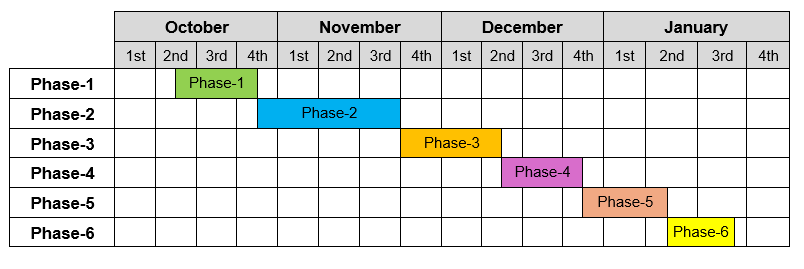 October November December January
1st 2nd 3rd 4th 1st 2nd 3rd 4th 1st 2nd 3rd 4th 1st 2nd 3rd 4th
Phase-1 Phase-1
Phase-2 Phase-2
Phase-3 Phase-3
Phase-4 Phase-4
Phase-5 Phase-5
Phase-6 Phase-6